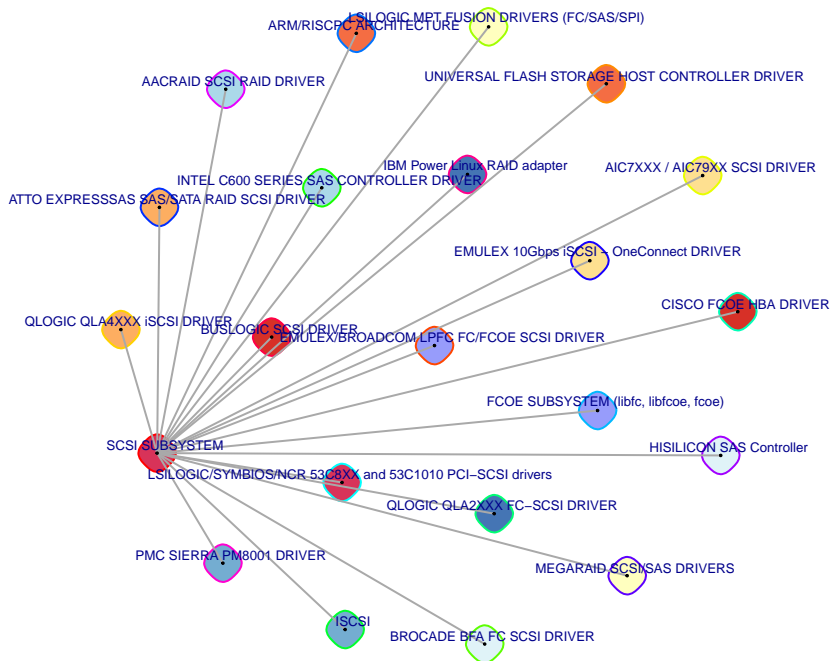 LSILOGIC MPT FUSION DRIVERS (FC/SAS/SPI)
ARM/RISCPC ARCHITECTURE
UNIVERSAL FLASH STORAGE HOST CONTROLLER DRIVER
AACRAID SCSI RAID DRIVER
IBM Power Linux RAID adapter
AIC7XXX / AIC79XX SCSI DRIVER
INTEL C600 SERIES SAS CONTROLLER DRIVER
ATTO EXPRESSSAS SAS/SATA RAID SCSI DRIVER
EMULEX 10Gbps iSCSI – OneConnect DRIVER
CISCO FCOE HBA DRIVER
QLOGIC QLA4XXX iSCSI DRIVER
BUSLOGIC SCSI DRIVER
EMULEX/BROADCOM LPFC FC/FCOE SCSI DRIVER
FCOE SUBSYSTEM (libfc, libfcoe, fcoe)
SCSI SUBSYSTEM
HISILICON SAS Controller
LSILOGIC/SYMBIOS/NCR 53C8XX and 53C1010 PCI–SCSI drivers
QLOGIC QLA2XXX FC–SCSI DRIVER
PMC SIERRA PM8001 DRIVER
MEGARAID SCSI/SAS DRIVERS
ISCSI
BROCADE BFA FC SCSI DRIVER